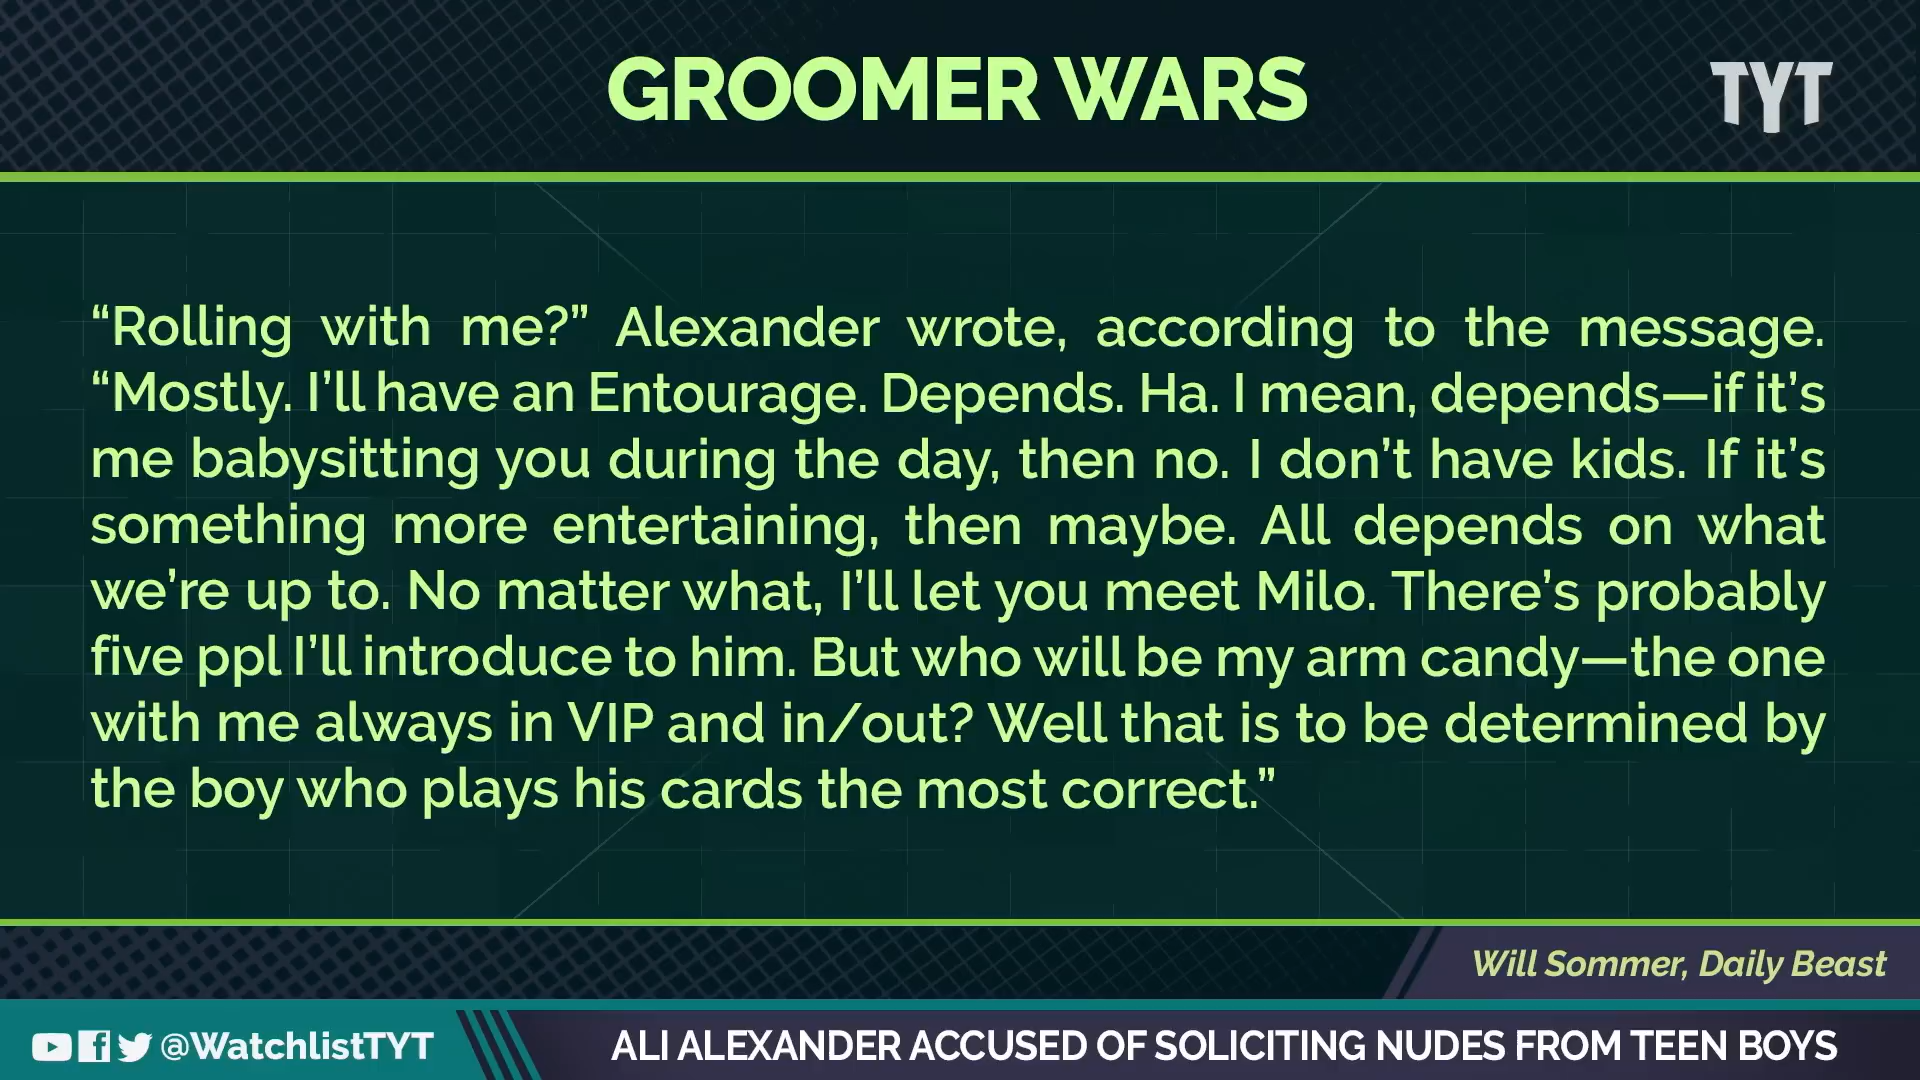 GROOMER WARS
TYT
“Rolling with me?” Alexander wrote, according to the message.
“Mostly. I’ll have an Entourage. Depends. Ha. I mean, depends—if it’s
me babysitting you during the day, then no. I don’t have kids. If it’s
something more entertaining, then maybe. All depends on what
we’re up to. No matter what, I’ll let you meet Milo. There’s probably
five ppl I’ll introduce to him. But who will be my arm candy—the one
with me always in VIP and in/out? Well that is to be determined by
the boy who plays his cards the most correct.”
Will Sommer, Daily Beast
@WatchlistTYT
ALI ALEXANDER ACCUSED OF SOLICITING NUDES FROM TEEN BOYS